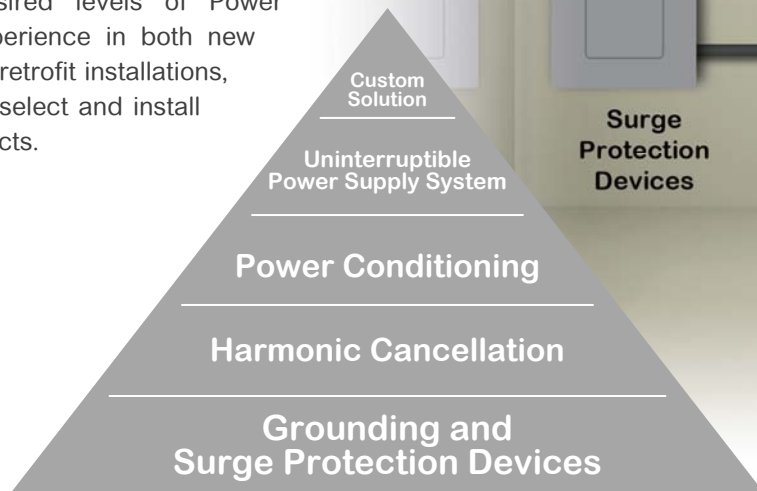 sired levels of Power
perience in both new
retrofit installations,
select and install
cts.
Custom
Solution
Uninterruptible
Power Supply System
Power Conditioning
Harmonic Cancellation
Grounding and
Surge Protection Devices
Surge
Protection
Devices